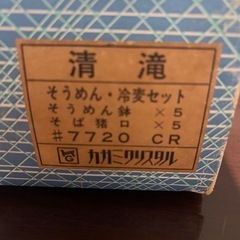 清滝
そうめん・冷麦セット
そうめん鉢 ×5
そば猪口 ×5
#7720 CR
カガミクリスタル